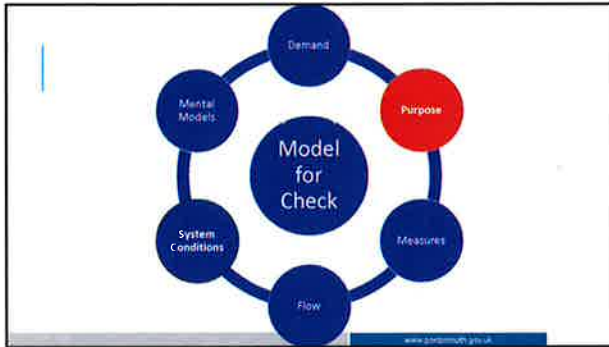 Demand
Purpose
Measures
Flow
System
Conditions
Mental
Models
Model
for
Check
www.portsmouth.gov.uk